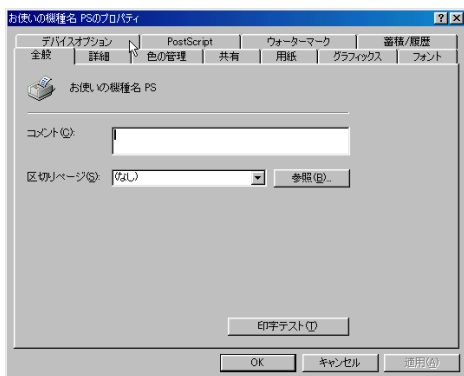 お使いの機種名 PSのプロパティ
デバイスオプション PostScript ウォーターマーク 蓄積/履歴
全般 詳細 色の管理 共有 用紙 グラフィックス フォント
お使いの機種名 PS
コメント(C):
区切りページ(S): (なし) 参照(B)...
印字テスト(T)
OK キャンセル 適用(A)